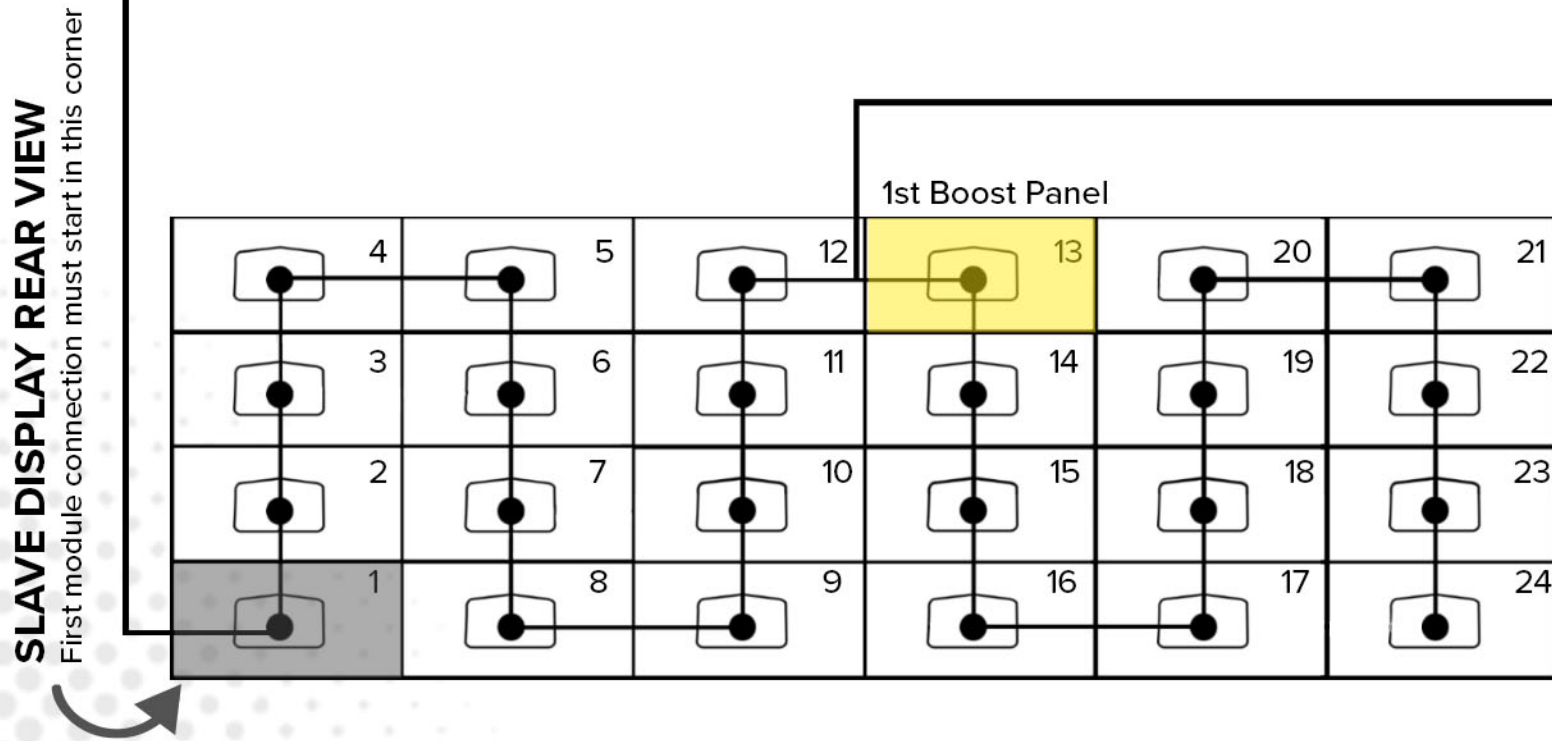 SLAVE DISPLAY REAR VIEW
First module connection must start in this corner
1st Boost Panel
4 5 12 13 20 21
3 6 11 14 19 22
2 7 10 15 18 23
1 8 9 16 17 24